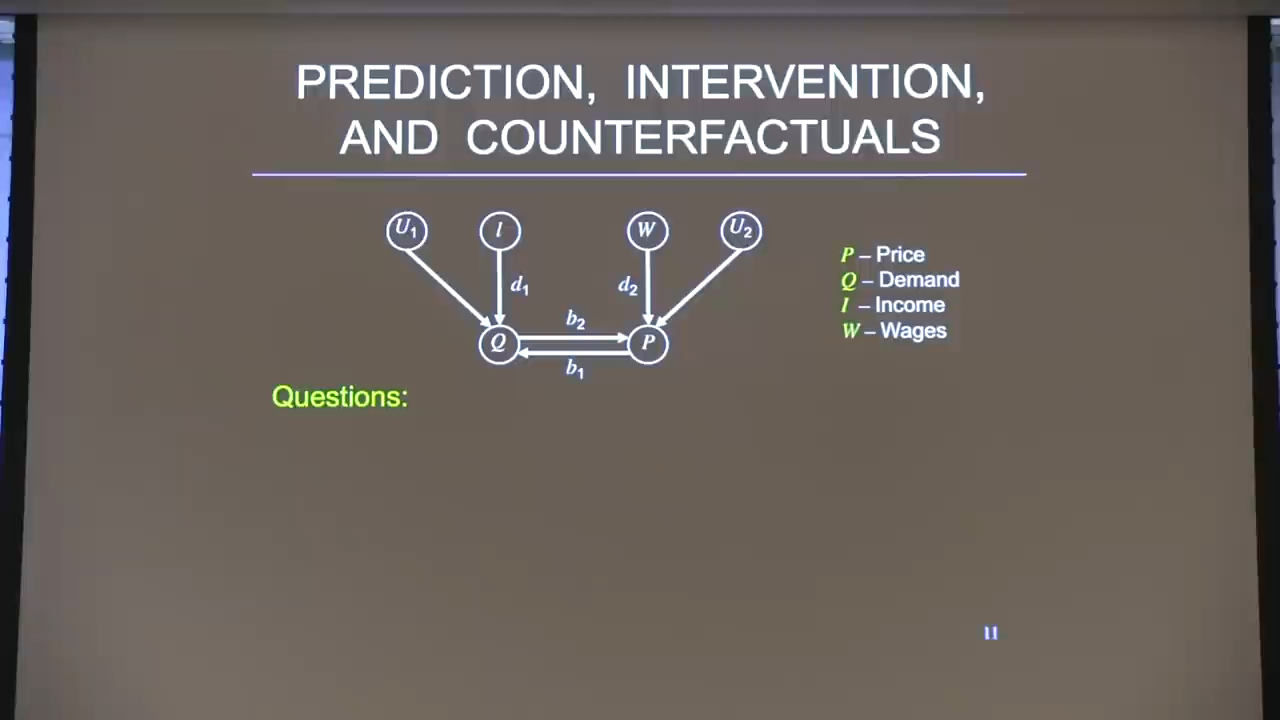 PREDICTION, INTERVENTION,
AND COUNTERFACTUALS
U₁ I W U₂
P – Price
Q – Demand
I – Income
W – Wages
d₁ d₂
b₂
Q P
b₁
Questions:
11